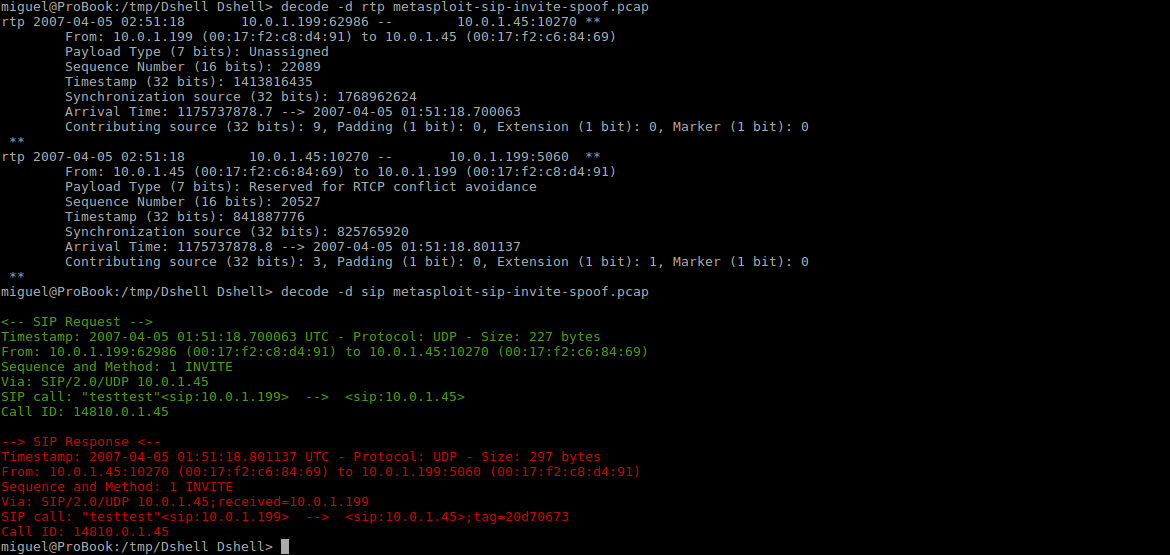 miguel@ProBook:/tmp/Dshell Dshell> decode -d rtp metasploit-sip-invite-spoof.pcap
rtp 2007-04-05 02:51:18       10.0.1.199:62986 --        10.0.1.45:10270 **
        From: 10.0.1.199 (00:17:f2:c8:d4:91) to 10.0.1.45 (00:17:f2:c6:84:69)
        Payload Type (7 bits): Unassigned
        Sequence Number (16 bits): 22089
        Timestamp (32 bits): 1413816435
        Synchronization source (32 bits): 1768962624
        Arrival Time: 1175737878.7 --> 2007-04-05 01:51:18.700063
        Contributing source (32 bits): 9, Padding (1 bit): 0, Extension (1 bit): 0, Marker (1 bit): 0
 **
rtp 2007-04-05 02:51:18        10.0.1.45:10270 --       10.0.1.199:5060  **
        From: 10.0.1.45 (00:17:f2:c6:84:69) to 10.0.1.199 (00:17:f2:c8:d4:91)
        Payload Type (7 bits): Reserved for RTCP conflict avoidance
        Sequence Number (16 bits): 20527
        Timestamp (32 bits): 841887776
        Synchronization source (32 bits): 825765920
        Arrival Time: 1175737878.8 --> 2007-04-05 01:51:18.801137
        Contributing source (32 bits): 3, Padding (1 bit): 0, Extension (1 bit): 1, Marker (1 bit): 0
 **
miguel@ProBook:/tmp/Dshell Dshell> decode -d sip metasploit-sip-invite-spoof.pcap
<-- SIP Request -->
Timestamp: 2007-04-05 01:51:18.700063 UTC - Protocol: UDP - Size: 227 bytes
From: 10.0.1.199:62986 (00:17:f2:c8:d4:91) to 10.0.1.45:10270 (00:17:f2:c6:84:69)
Sequence and Method: 1 INVITE
Via: SIP/2.0/UDP 10.0.1.45
SIP call: "testtest"<sip:10.0.1.199>  -->  <sip:10.0.1.45>
Call ID: 14810.0.1.45
--> SIP Response <--
Timestamp: 2007-04-05 01:51:18.801137 UTC - Protocol: UDP - Size: 297 bytes
From: 10.0.1.45:10270 (00:17:f2:c6:84:69) to 10.0.1.199:5060 (00:17:f2:c8:d4:91)
Sequence and Method: 1 INVITE
Via: SIP/2.0/UDP 10.0.1.45;received=10.0.1.199
SIP call: "testtest"<sip:10.0.1.199>  -->  <sip:10.0.1.45>;tag=20d70673
Call ID: 14810.0.1.45
miguel@ProBook:/tmp/Dshell Dshell>